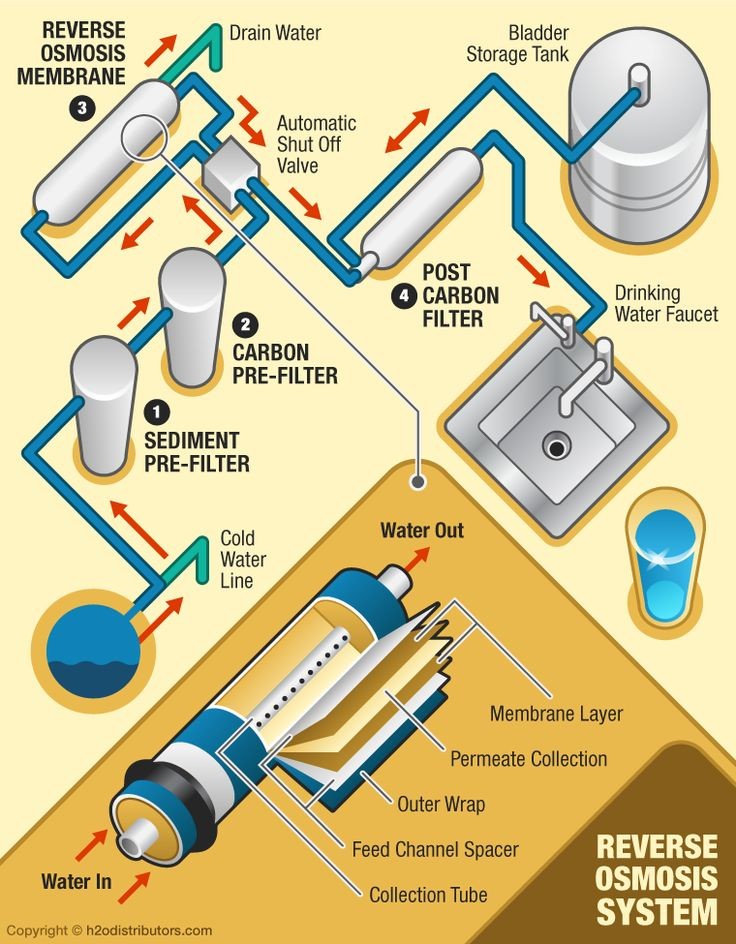 REVERSE
OSMOSIS
MEMBRANE
3
Drain Water
Bladder
Storage Tank
Automatic
Shut Off
Valve
POST
CARBON
FILTER
4
Drinking
Water Faucet
2
CARBON
PRE-FILTER
1
SEDIMENT
PRE-FILTER
Cold
Water
Line
Water Out
Membrane Layer
Permeate Collection
Outer Wrap
Feed Channel Spacer
Collection Tube
Water In
REVERSE
OSMOSIS
SYSTEM
Copyright © h2odistributors.com